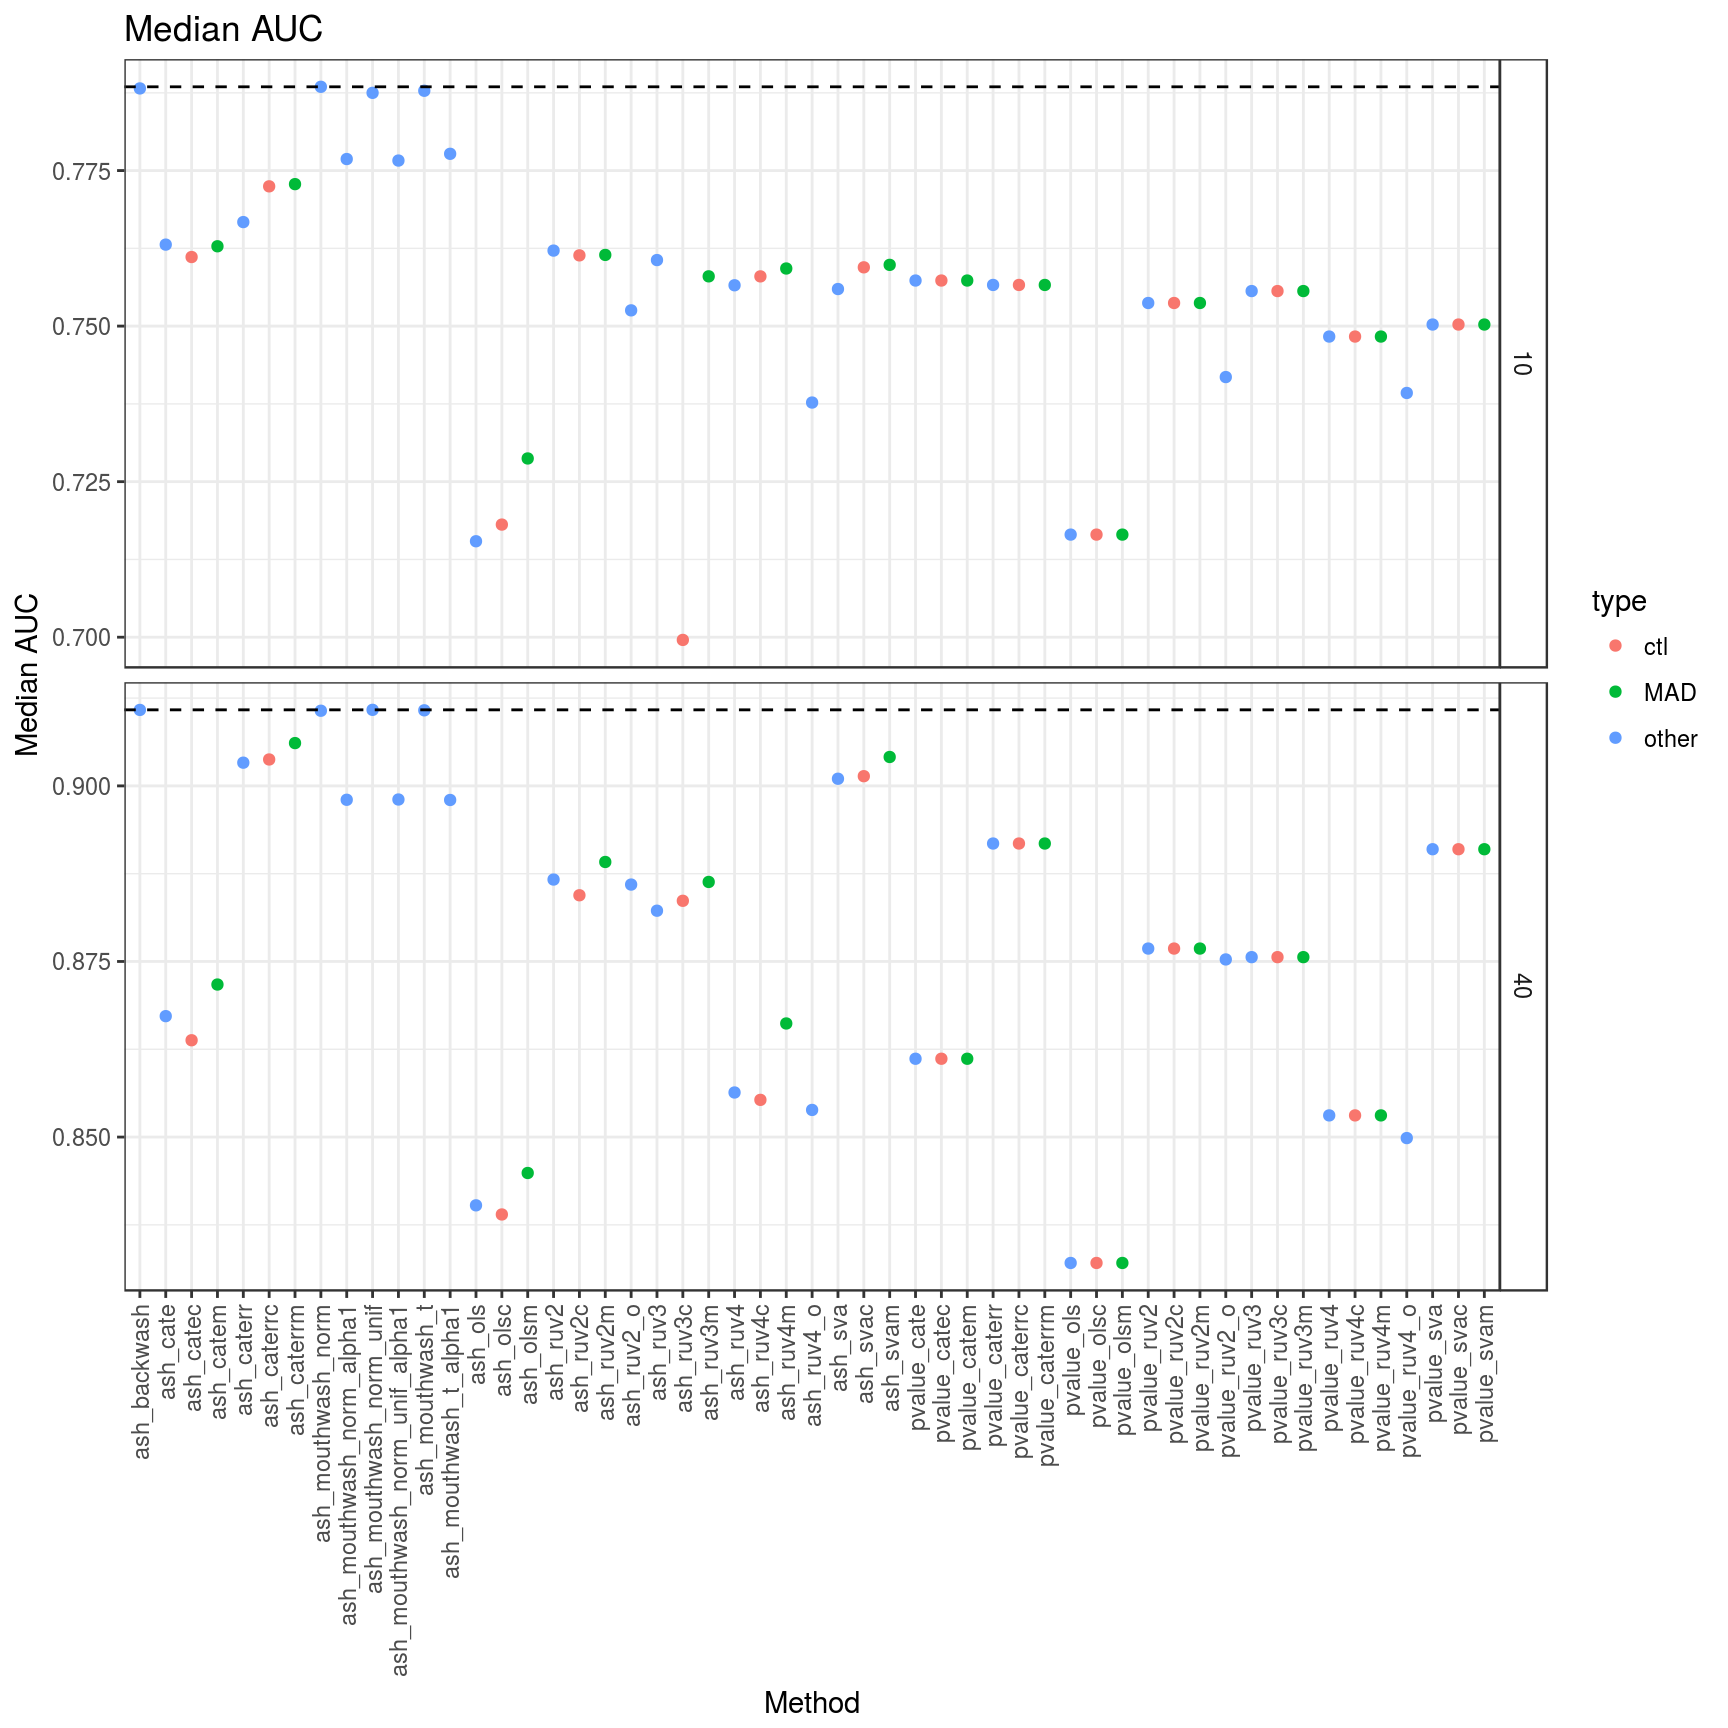 Median AUC
Median AUC
0.775
0.750
0.725
0.700
10
0.900
0.875
0.850
40
ash_backwash
ash_cate
ash_catec
ash_catem
ash_caterr
ash_caterrc
ash_caterrm
ash_mouthwash_norm
ash_mouthwash_norm_alpha1
ash_mouthwash_norm_unif
ash_mouthwash_norm_unif_alpha1
ash_mouthwash_t
ash_mouthwash_t_alpha1
ash_ols
ash_olsc
ash_olsm
ash_ruv2
ash_ruv2c
ash_ruv2m
ash_ruv2_o
ash_ruv3
ash_ruv3c
ash_ruv3m
ash_ruv4
ash_ruv4c
ash_ruv4m
ash_ruv4_o
ash_sva
ash_svac
ash_svam
pvalue_cate
pvalue_catec
pvalue_catem
pvalue_caterr
pvalue_caterrc
pvalue_caterrm
pvalue_ols
pvalue_olsc
pvalue_olsm
pvalue_ruv2
pvalue_ruv2c
pvalue_ruv2m
pvalue_ruv2_o
pvalue_ruv3
pvalue_ruv3c
pvalue_ruv3m
pvalue_ruv4
pvalue_ruv4c
pvalue_ruv4m
pvalue_ruv4_o
pvalue_sva
pvalue_svac
pvalue_svam
Method
type
ctl
MAD
other